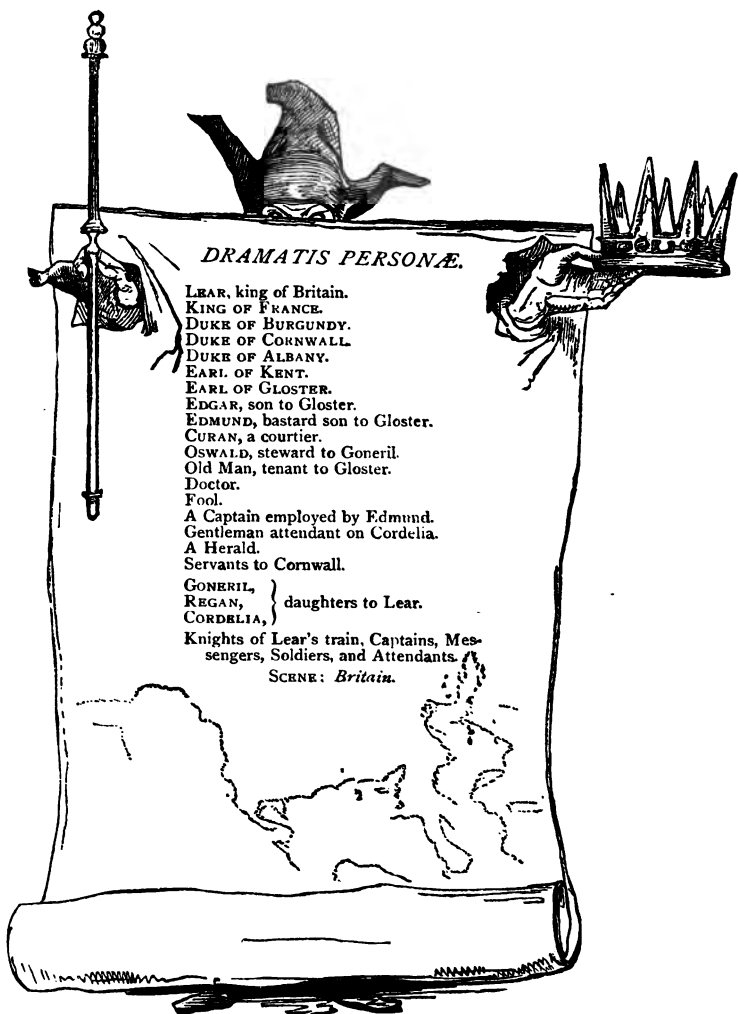 DRAMATIS PERSONÆ.
LEAR, king of Britain.
KING OF FRANCE.
DUKE OF BURGUNDY.
DUKE OF CORNWALL.
DUKE OF ALBANY.
EARL OF KENT.
EARL OF GLOSTER.
EDGAR, son to Gloster.
EDMUND, bastard son to Gloster.
CURAN, a courtier.
OSWALD, steward to Goneril.
Old Man, tenant to Gloster.
Doctor.
Fool.
A Captain employed by Edmund.
Gentleman attendant on Cordelia.
A Herald.
Servants to Cornwall.
GONERIL,
REGAN, } daughters to Lear.
CORDELIA,
Knights of Lear's train, Captains, Mes-
sengers, Soldiers, and Attendants.
SCENE: Britain.